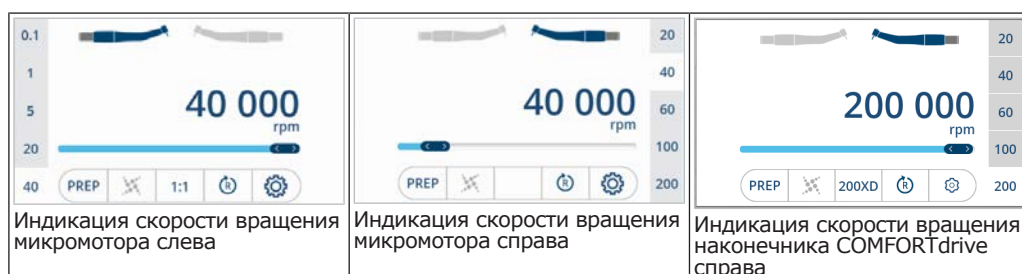 0.1
1
5
20
40
40 000
rpm
PREP
1:1
R
Индикация скорости вращения
микромотора слева
20
40
60
100
200
40 000
rpm
PREP
R
Индикация скорости вращения
микромотора справа
20
40
60
100
200
200 000
rpm
PREP
200XD
R
Индикация скорости вращения
наконечника COMFORTdrive
справа